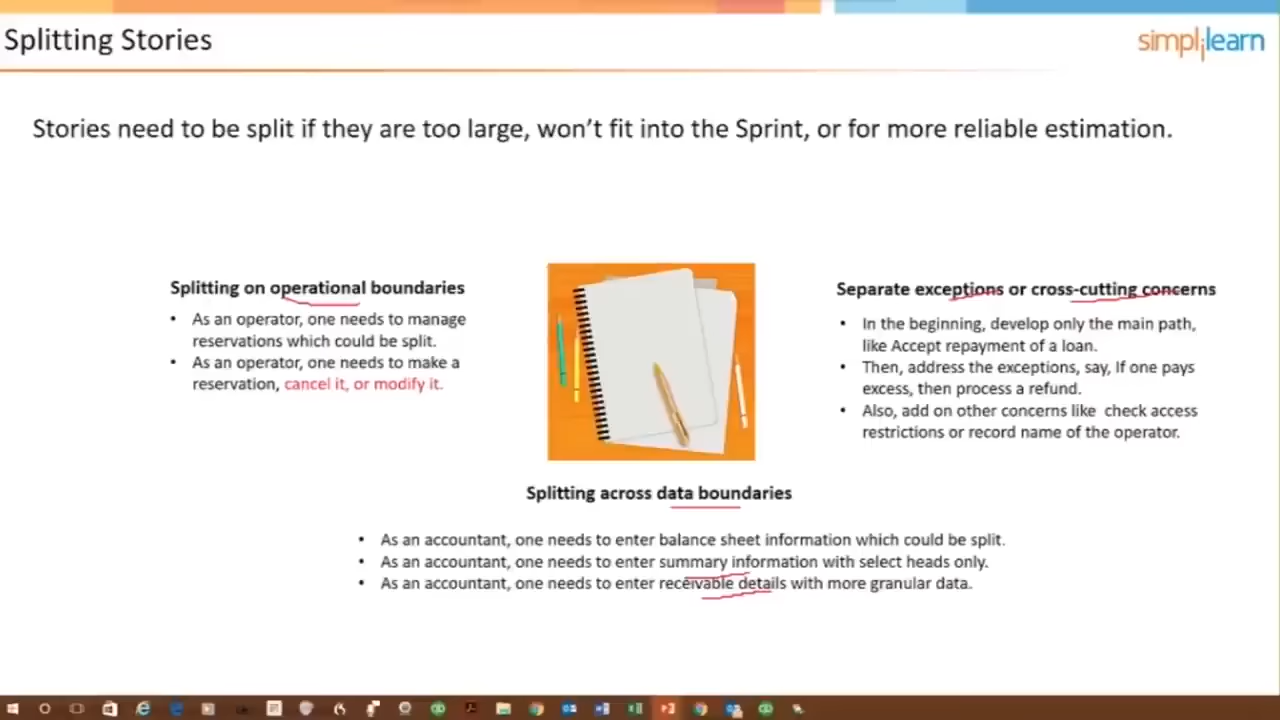 Splitting Stories
simplilearn
Stories need to be split if they are too large, won't fit into the Sprint, or for more reliable estimation.
Splitting on operational boundaries
• As an operator, one needs to manage
reservations which could be split.
• As an operator, one needs to make a
reservation, cancel it, or modify it.
Separate exceptions or cross-cutting concerns
• In the beginning, develop only the main path,
like Accept repayment of a loan.
• Then, address the exceptions, say, If one pays
excess, then process a refund.
• Also, add on other concerns like check access
restrictions or record name of the operator.
Splitting across data boundaries
• As an accountant, one needs to enter balance sheet information which could be split.
• As an accountant, one needs to enter summary information with select heads only.
• As an accountant, one needs to enter receivable details with more granular data.